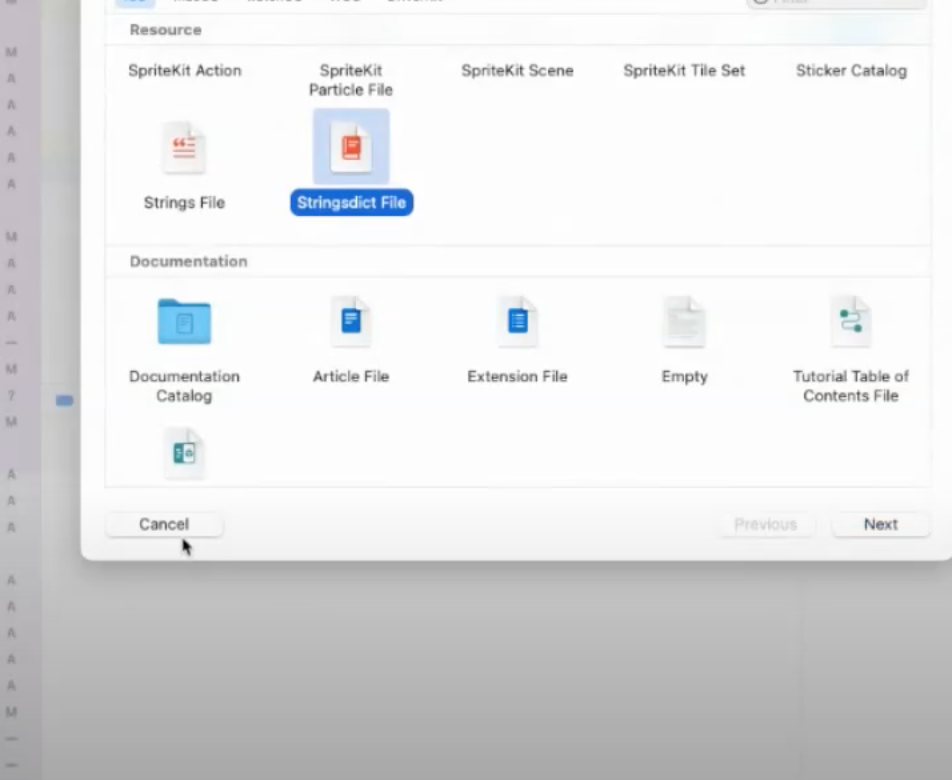 Resource
SpriteKit Action
SpriteKit
Particle File
SpriteKit Scene
SpriteKit Tile Set
Sticker Catalog
Strings File
Stringsdict File
Documentation
Documentation
Catalog
Article File
Extension File
Empty
Tutorial Table of
Contents File
Cancel
Previous
Next
M
A
A
A
A
A
M
A
A
A
M
?
M
A
A
A
A
A
A
A
A
M